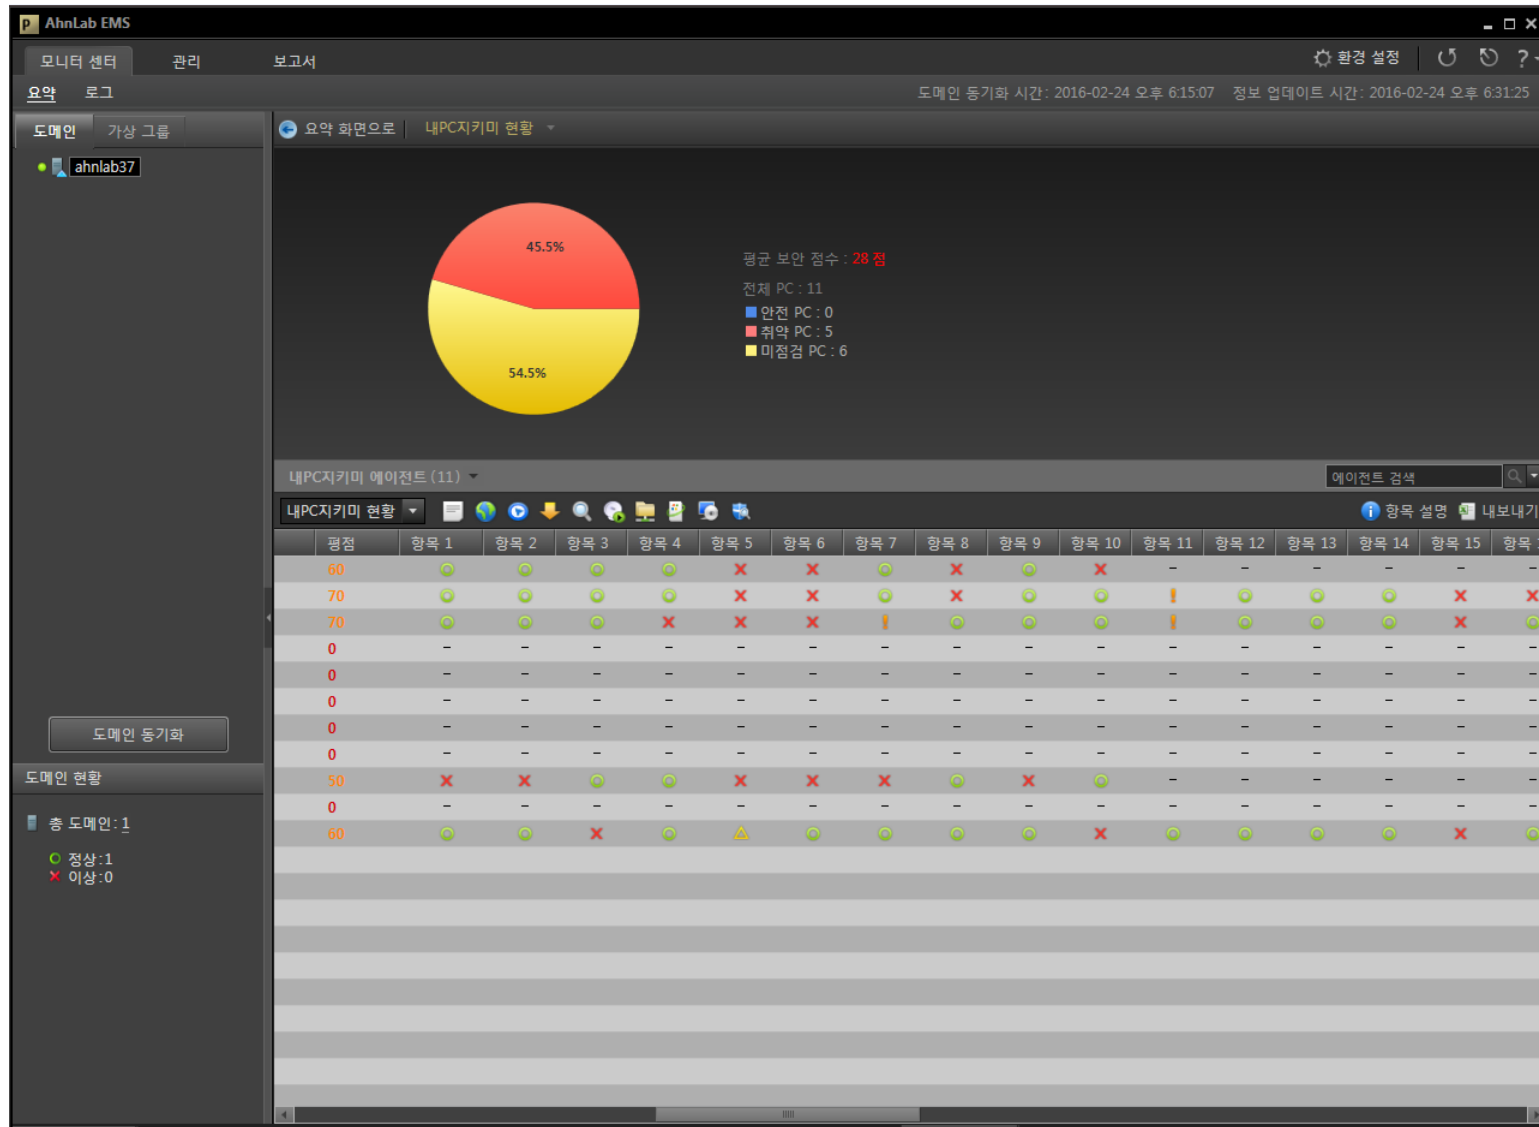 AhnLab EMS
모니터 센터 관리 보고서 환경 설정 ?
요약 로그 도메인 동기화 시간: 2016-02-24 오후 6:15:07 정보 업데이트 시간: 2016-02-24 오후 6:31:25
도메인 가상 그룹 요약 화면으로 내PC지키미 현황
ahnlab37
45.5%
54.5%
평균 보안 점수 : 28 점
전체 PC : 11
안전 PC : 0
취약 PC : 5
미점검 PC : 6
내PC지키미 에이전트 (11) 에이전트 검색
내PC지키미 현황 항목 설명 내보내기
평점 항목 1 항목 2 항목 3 항목 4 항목 5 항목 6 항목 7 항목 8 항목 9 항목 10 항목 11 항목 12 항목 13 항목 14 항목 15 항목
60 - - - - - -
70
70
0 - - - - - - - - - - - - - - - -
0 - - - - - - - - - - - - - - - -
0 - - - - - - - - - - - - - - - -
0 - - - - - - - - - - - - - - - -
0 - - - - - - - - - - - - - - - -
50 - - - - - -
0 - - - - - - - - - - - - - - - -
60
도메인 동기화
도메인 현황
총 도메인: 1
정상:1
이상:0